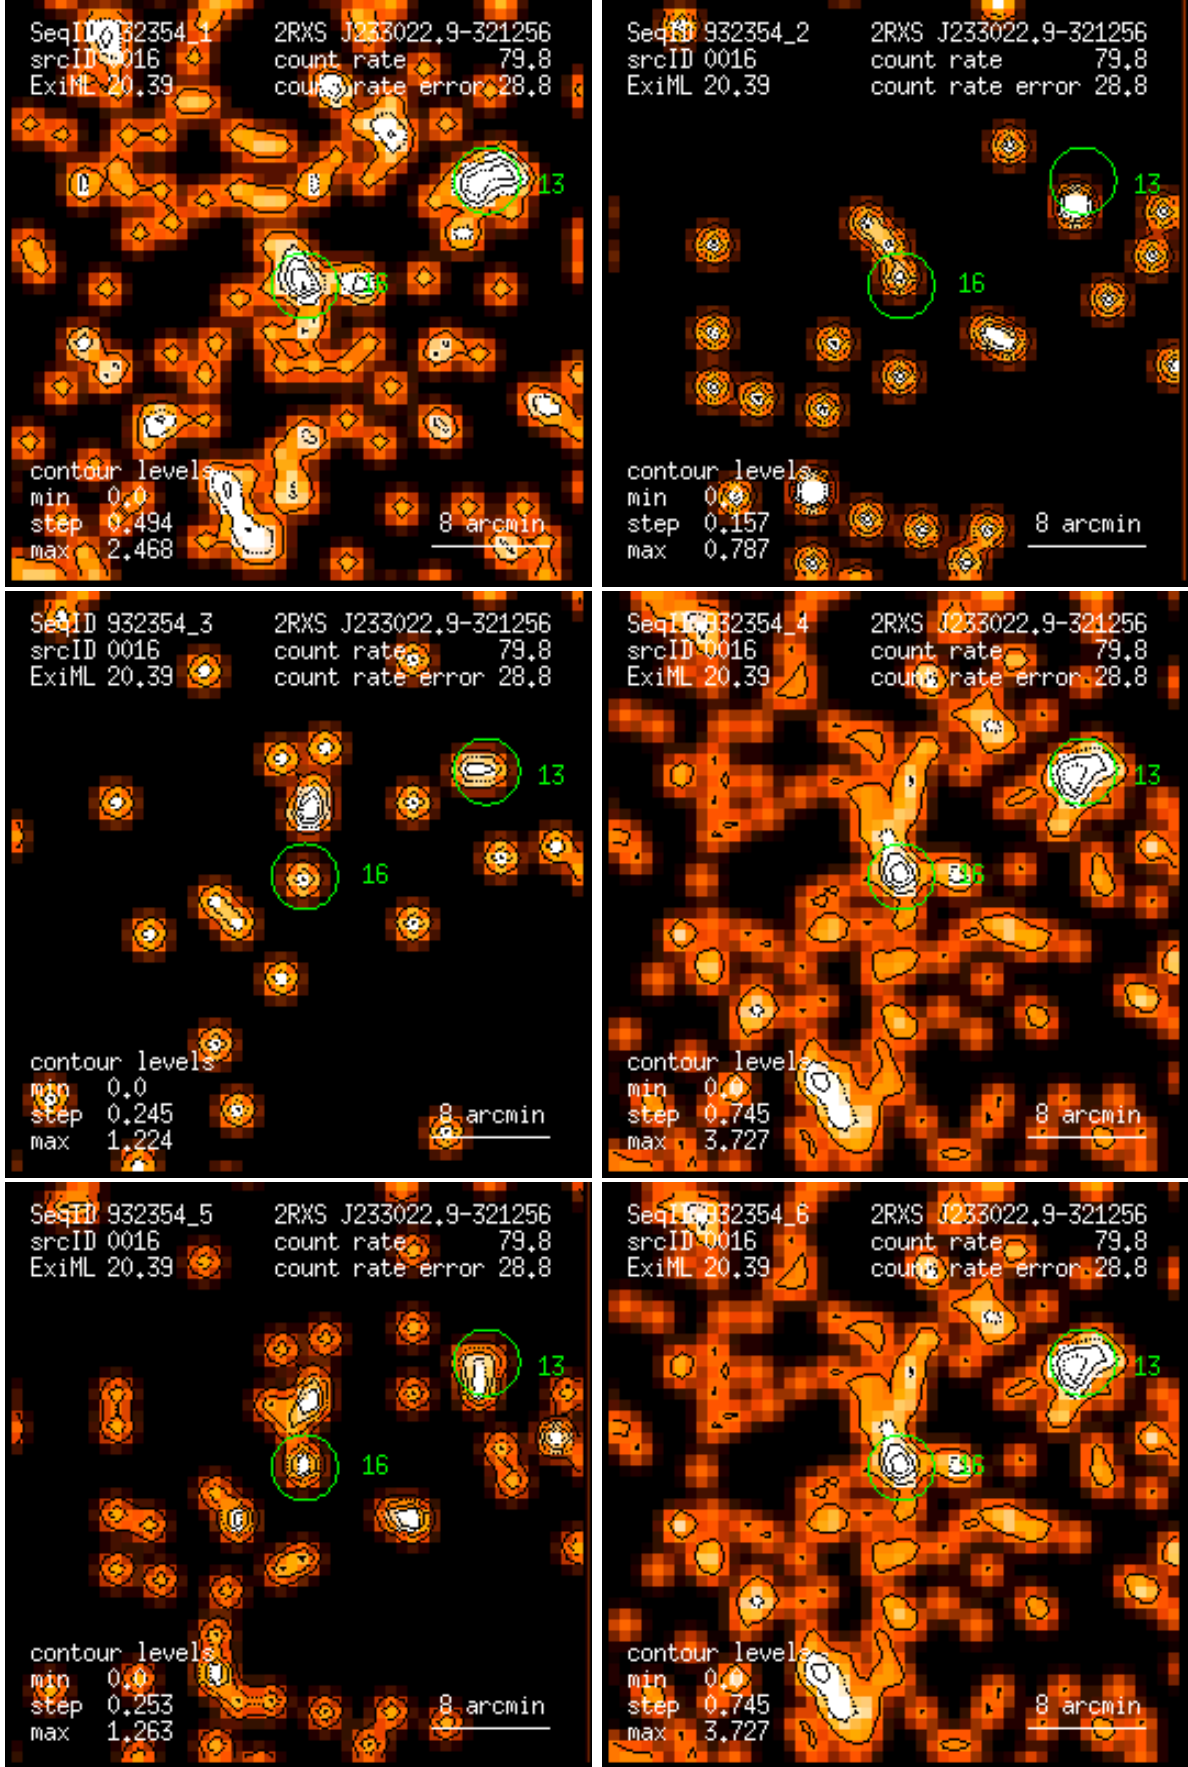 SeqID 932354_1 2RXS J233022.9-321256
srcID 0016 count rate 79.8
ExiML 20.39 count rate error 28.8
13
16
contour levels
min 0.0
step 0.494 8 arcmin
max 2.468
SeqID 932354_2 2RXS J233022.9-321256
srcID 0016 count rate 79.8
ExiML 20.39 count rate error 28.8
13
16
contour levels
min 0.0
step 0.157 8 arcmin
max 0.787
SeqID 932354_3 2RXS J233022.9-321256
srcID 0016 count rate 79.8
ExiML 20.39 count rate error 28.8
13
16
contour levels
min 0.0
step 0.245 8 arcmin
max 1.224
SeqID 932354_4 2RXS J233022.9-321256
srcID 0016 count rate 79.8
ExiML 20.39 count rate error 28.8
13
16
contour levels
min 0.0
step 0.745 8 arcmin
max 3.727
SeqID 932354_5 2RXS J233022.9-321256
srcID 0016 count rate 79.8
ExiML 20.39 count rate error 28.8
13
16
contour levels
min 0.0
step 0.253 8 arcmin
max 1.263
SeqID 932354_6 2RXS J233022.9-321256
srcID 0016 count rate 79.8
ExiML 20.39 count rate error 28.8
13
16
contour levels
min 0.0
step 0.745 8 arcmin
max 3.727